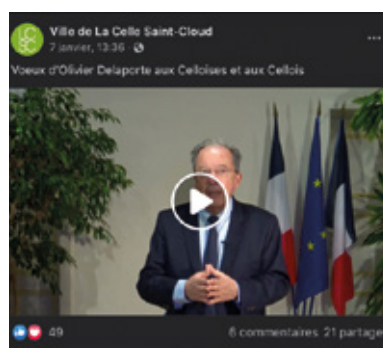 Ville de La Celle Saint-Cloud
7 janvier, 13:36
Voeux d'Olivier Delaporte aux Celloises et aux Cellois
49
6 commentaires 21 partage